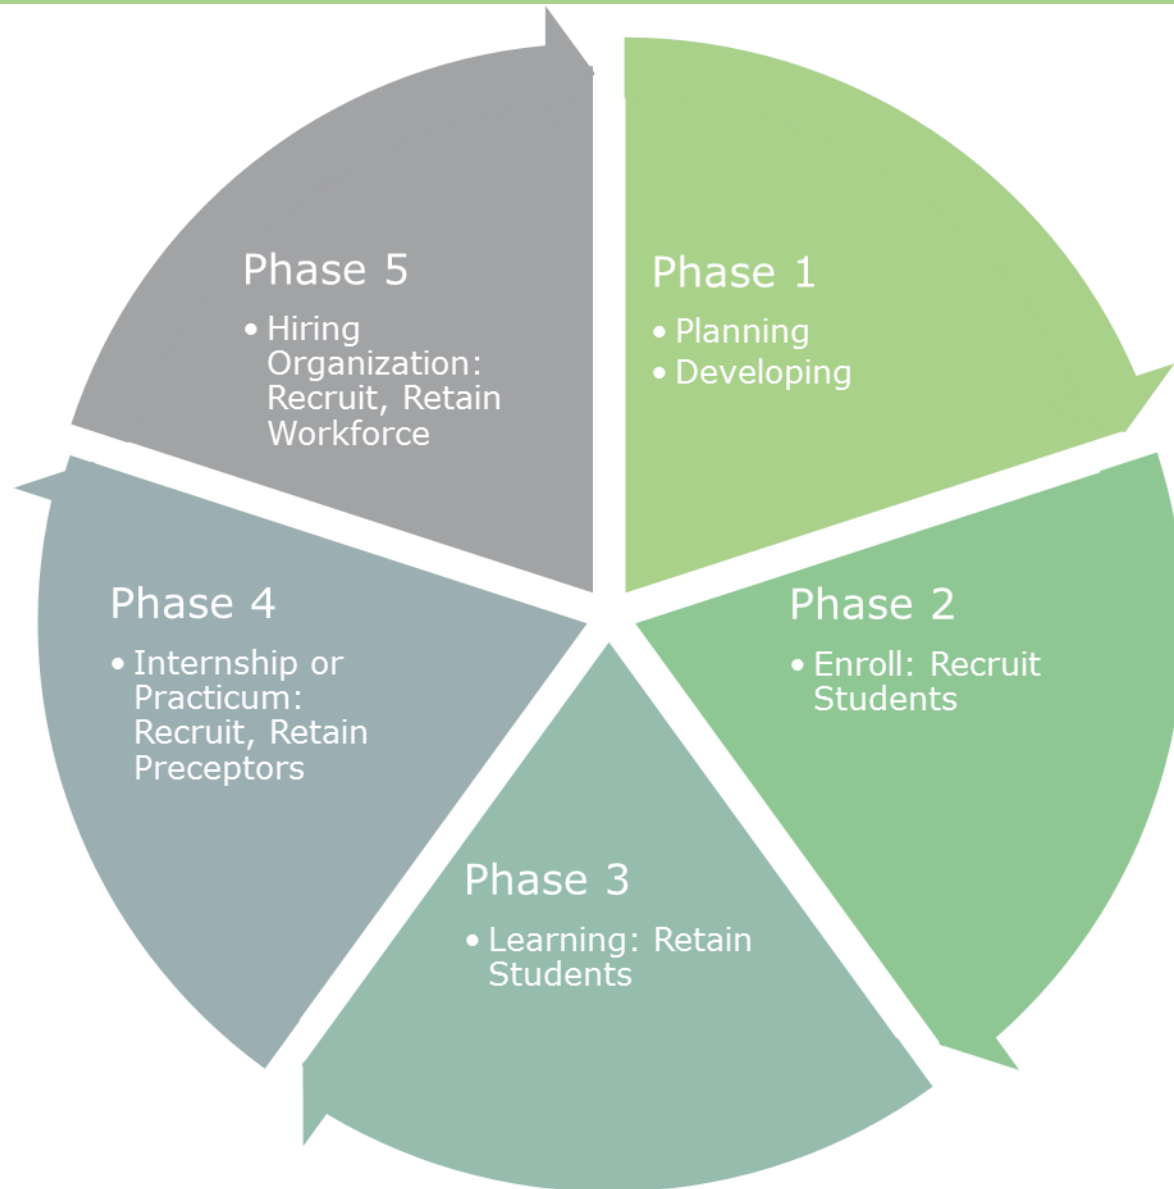 Phase 1
• Planning
• Developing
Phase 2
• Enroll: Recruit
Students
Phase 3
• Learning: Retain
Students
Phase 4
• Internship or
Practicum:
Recruit, Retain
Preceptors
Phase 5
• Hiring
Organization:
Recruit, Retain
Workforce